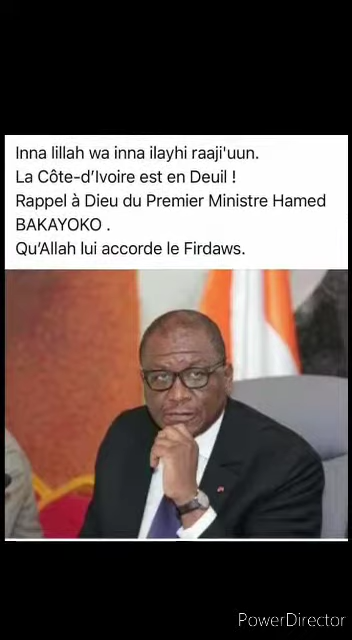 Inna lillah wa inna ilayhi raaji'uun.
La Côte-d’Ivoire est en Deuil !
Rappel à Dieu du Premier Ministre Hamed
BAKAYOKO .
Qu’Allah lui accorde le Firdaws.
PowerDirector